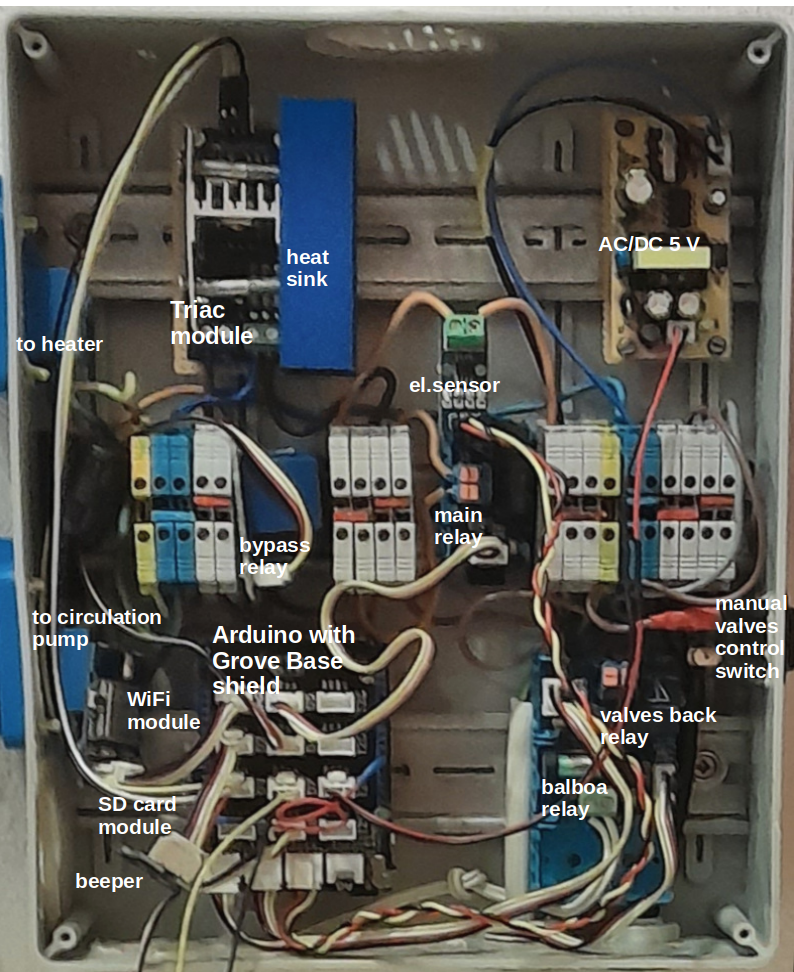 AC/DC 5 V
heat
sink
Triac
module
to heater
el.sensor
main
relay
bypass
relay
to circulation
pump
manual
valves
control
switch
Arduino with
Grove Base
shield
WiFi
module
valves back
relay
balboa
relay
SD card
module
beeper